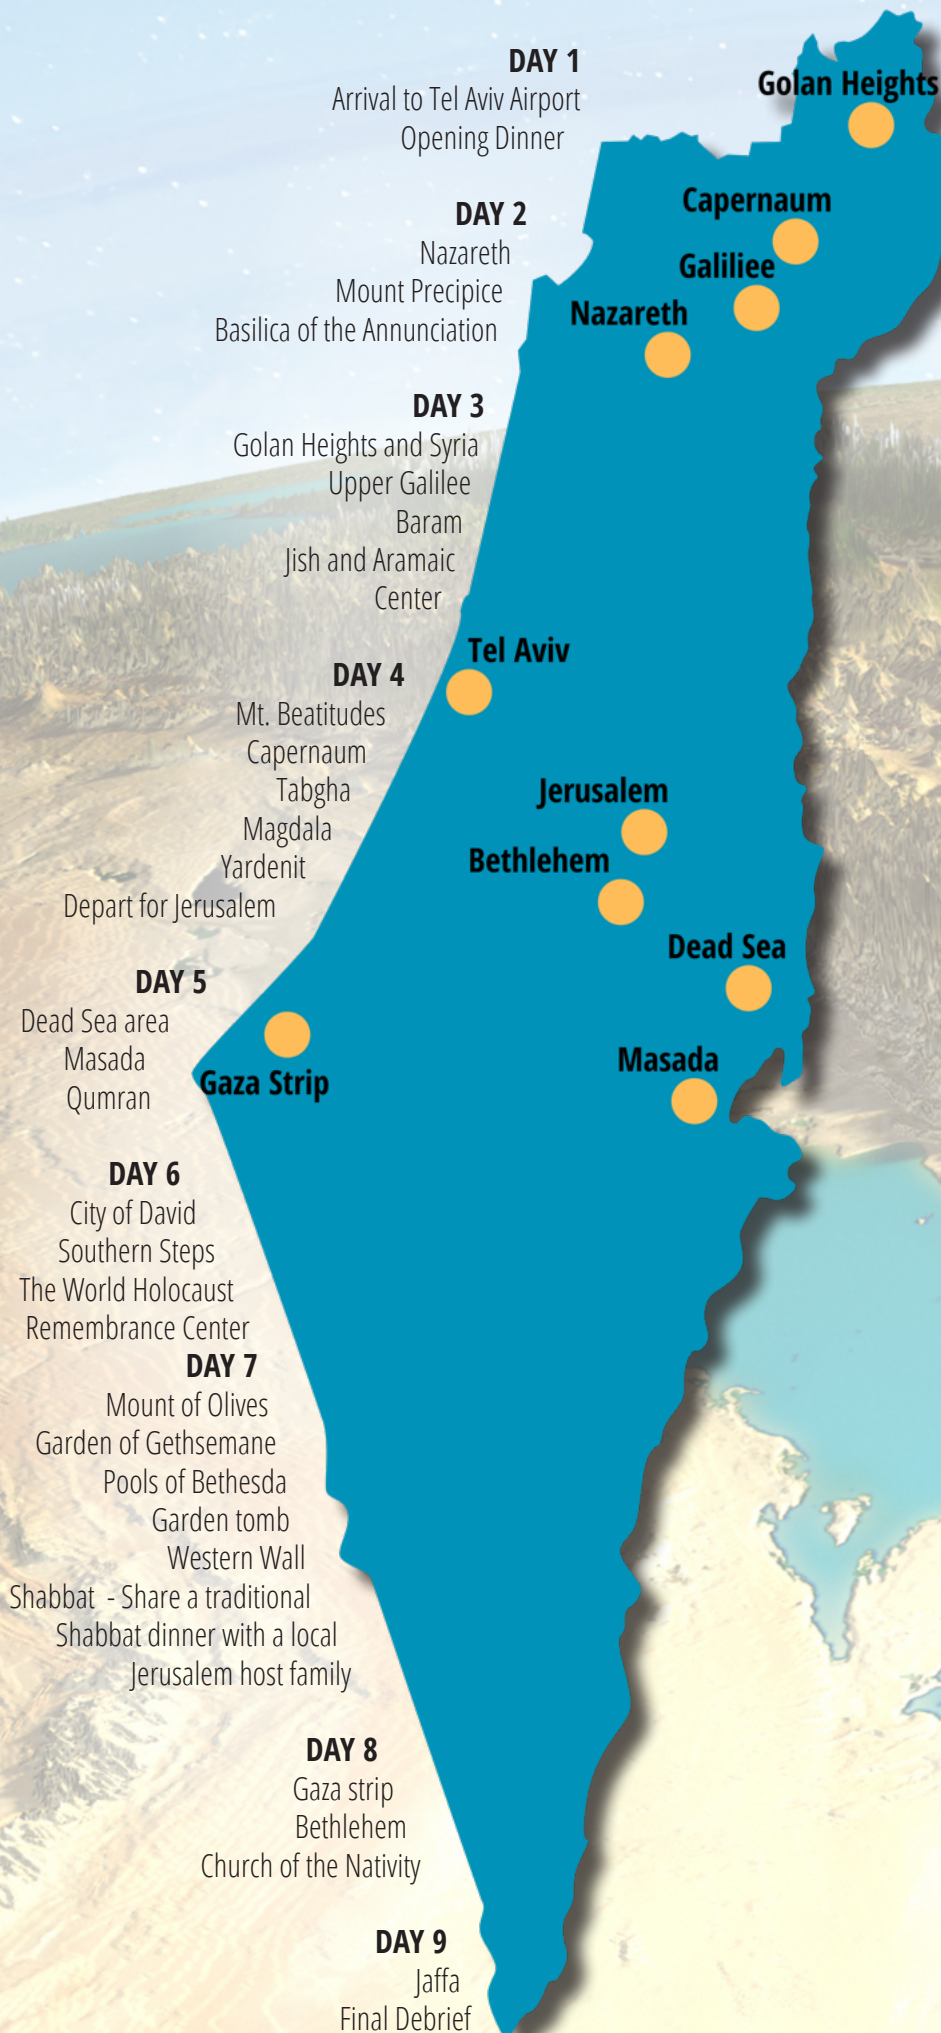 DAY 1
Arrival to Tel Aviv Airport
Opening Dinner
DAY 2
Nazareth
Mount Precipice
Basilica of the Annunciation
DAY 3
Golan Heights and Syria
Upper Galilee
Baram
Jish and Aramaic
Center
DAY 4
Mt. Beatitudes
Capernaum
Tabgha
Magdala
Yardenit
Depart for Jerusalem
DAY 5
Dead Sea area
Masada
Qumran
DAY 6
City of David
Southern Steps
The World Holocaust
Remembrance Center
DAY 7
Mount of Olives
Garden of Gethsemane
Pools of Bethesda
Garden tomb
Western Wall
Shabbat - Share a traditional
Shabbat dinner with a local
Jerusalem host family
DAY 8
Gaza strip
Bethlehem
Church of the Nativity
DAY 9
Jaffa
Final Debrief
Golan Heights
Capernaum
Galiliee
Nazareth
Tel Aviv
Jerusalem
Bethlehem
Dead Sea
Gaza Strip
Masada